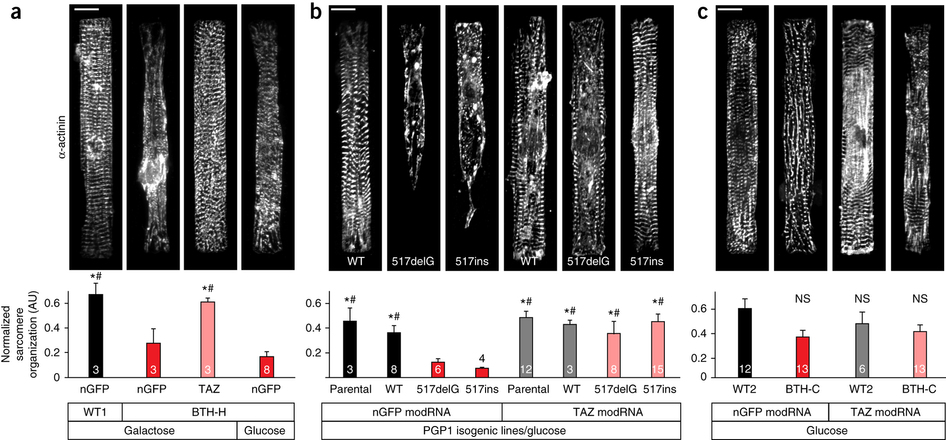 a
b
c
α-actinin
WT
517delG
517ins
WT
517delG
517ins
Normalized
sarcomere
organization (AU)
0.6
0.4
0.2
0
*#
*#
3
3
3
8
nGFP
nGFP
TAZ
nGFP
WT1
BTH-H
Galactose
Glucose
0.6
0.4
0.2
0
*#
*#
4
*#
*#
*#
*#
3
8
6
12
3
8
15
Parental
WT
517delG
517ins
Parental
WT
517delG
517ins
nGFP modRNA
TAZ modRNA
PGP1 isogenic lines/glucose
0.6
0.4
0.2
0
NS
NS
NS
12
13
6
13
WT2
BTH-C
WT2
BTH-C
nGFP modRNA
TAZ modRNA
Glucose